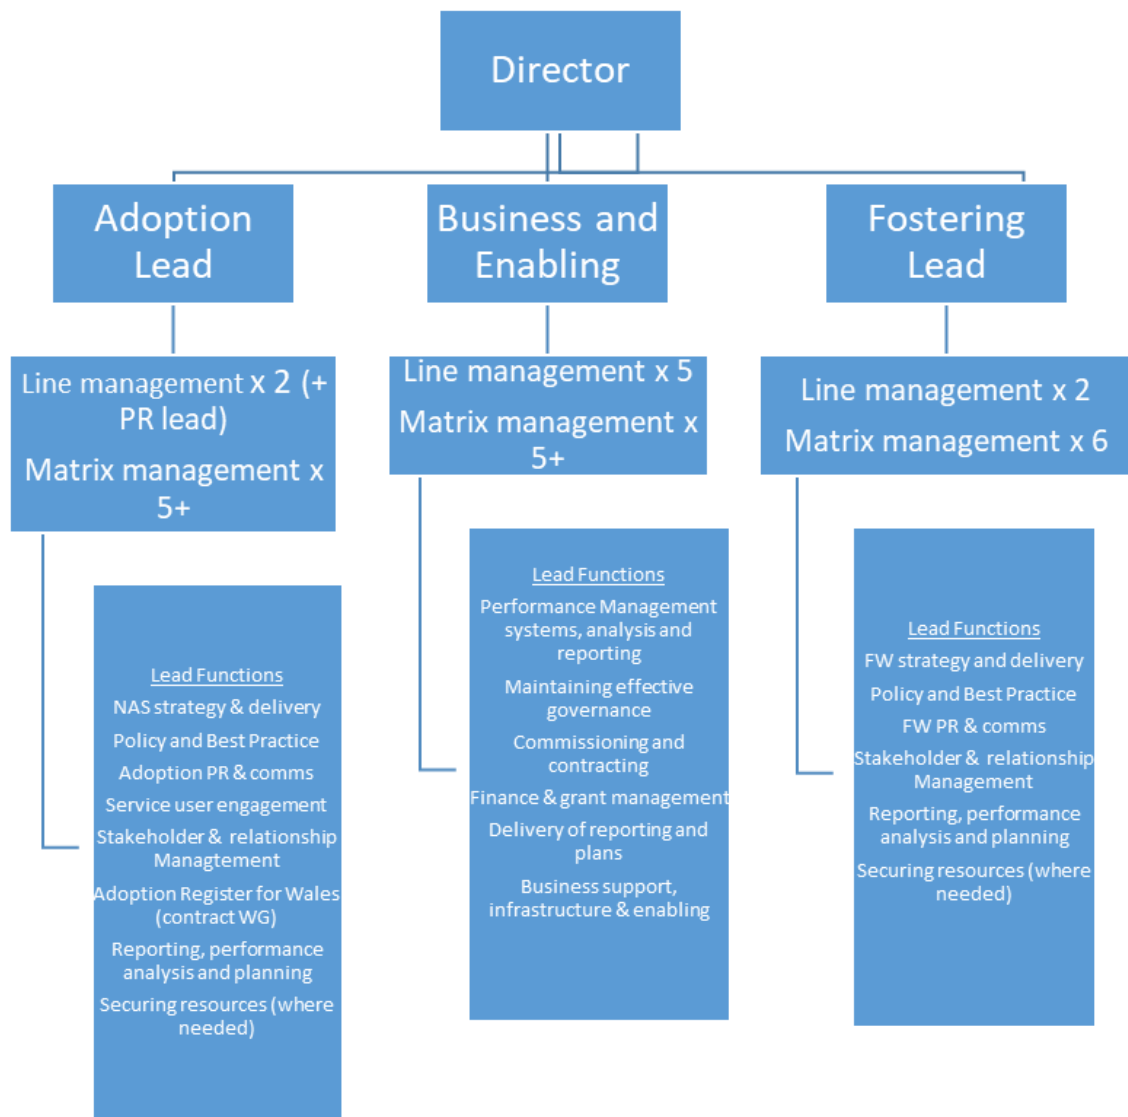 Director
Adoption
Lead
Business and
Enabling
Fostering
Lead
Line management x 2 (+
PR lead)
Matrix management x
5+
Line management x 5
Matrix management x
5+
Line management x 2
Matrix management x 6
Lead Functions
NAS strategy & delivery
Policy and Best Practice
Adoption PR & comms
Service user engagement
Stakeholder & relationship
Managtement
Adoption Register for Wales
(contract WG)
Reporting, performance
analysis and planning
Securing resources (where
needed)
Lead Functions
Performance Management
systems, analysis and
reporting
Maintaining effective
governance
Commissioning and
contracting
Finance & grant management
Delivery of reporting and
plans
Business support,
infrastructure & enabling
Lead Functions
FW strategy and delivery
Policy and Best Practice
FW PR & comms
Stakeholder & relationship
Management
Reporting, performance
analysis and planning
Securing resources (where
needed)